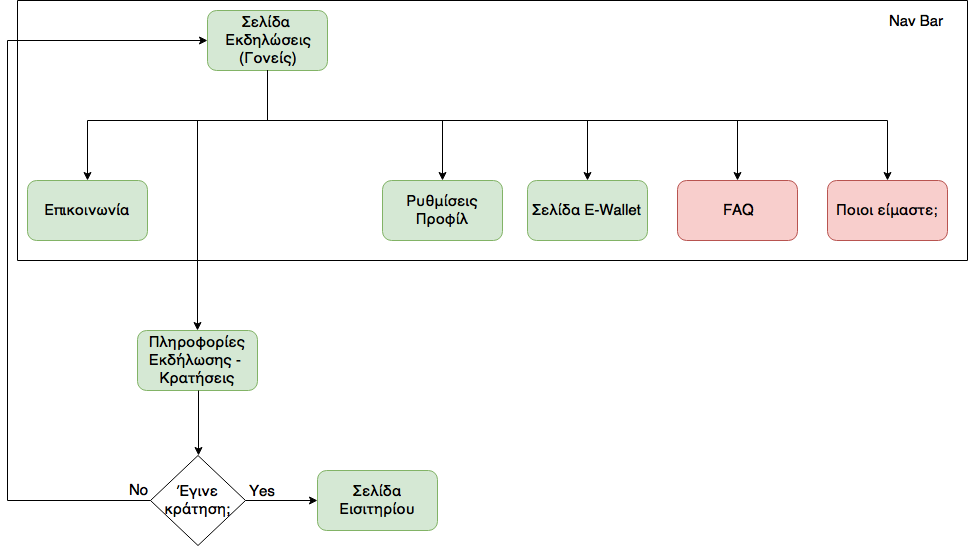 Σελίδα
Εκδηλώσεις
(Γονείς)
Nav Bar
Επικοινωνία
Ρυθμίσεις
Προφίλ
Σελίδα E-Wallet
FAQ
Ποιοι είμαστε;
Πληροφορίες
Εκδήλωσης -
Κρατήσεις
No
Έγινε
κράτηση;
Yes
Σελίδα
Εισιτηρίου